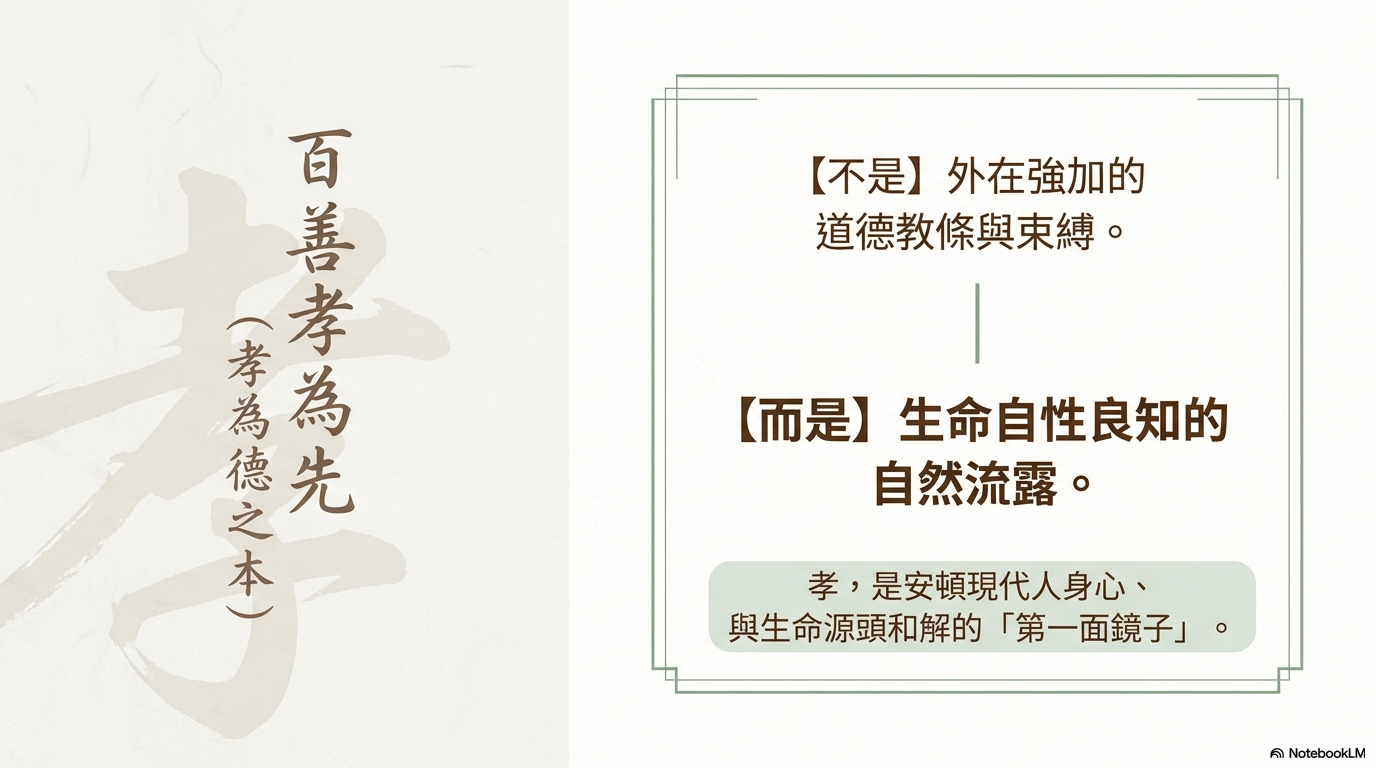 百善孝為先
(孝為德之本)
【不是】外在強加的
道德教條與束縛。
【而是】生命自性良知的
自然流露。
孝，是安頓現代人身心、
與生命源頭和解的「第一面鏡子」。
孝
NotebookLM